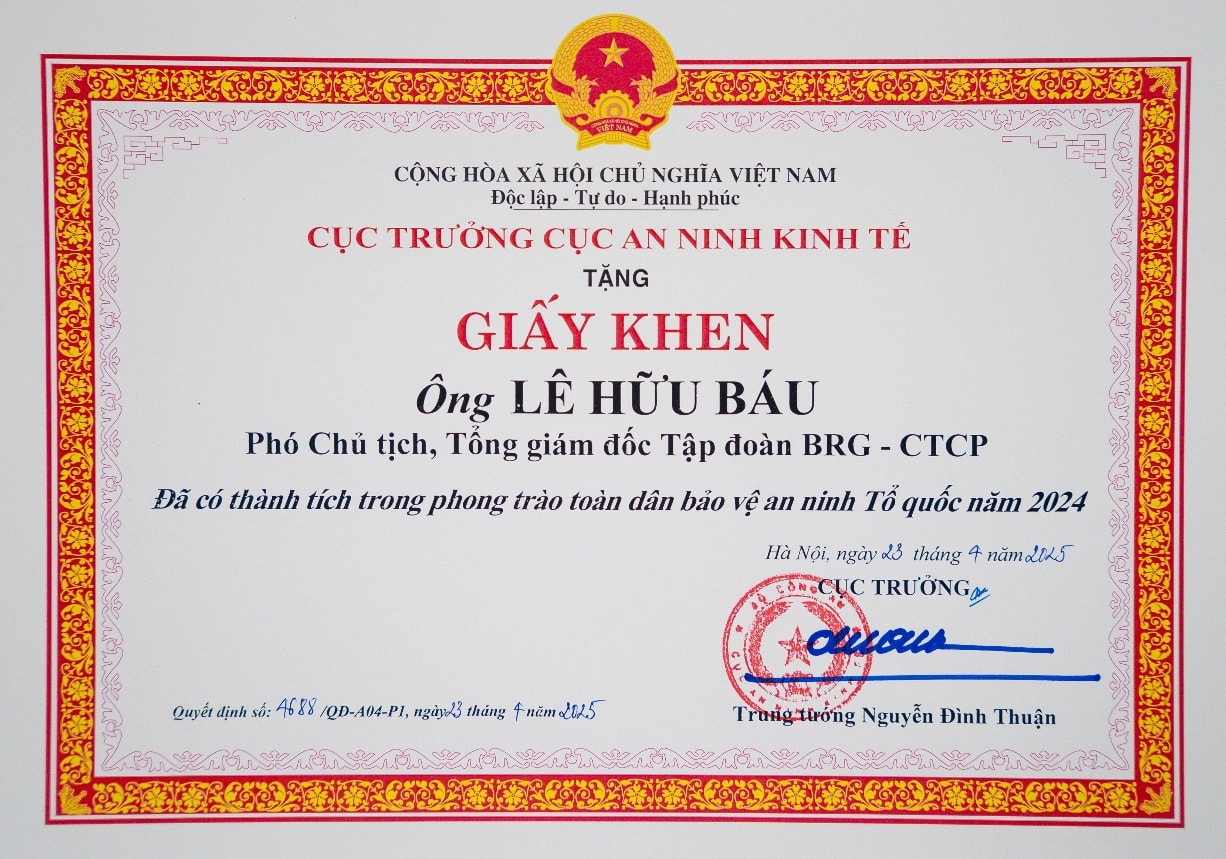 CỘNG HÒA XÃ HỘI CHỦ NGHĨA VIỆT NAM
Độc lập - Tự do - Hạnh phúc
CỤC TRƯỞNG CỤC AN NINH KINH TẾ
TẶNG
GIẤY KHEN
Ông LÊ HỮU BÁU
Phó Chủ tịch, Tổng giám đốc Tập đoàn BRG - CTCP
Đã có thành tích trong phong trào toàn dân bảo vệ an ninh Tổ quốc năm 2024
Hà Nội, ngày 23 tháng 4 năm 2025
CỤC TRƯỞNG
BỘ CÔNG AN
Quyết định số: 4688 /QĐ-A04-P1, ngày 23 tháng 4 năm 2025
Trung tướng Nguyễn Đình Thuận